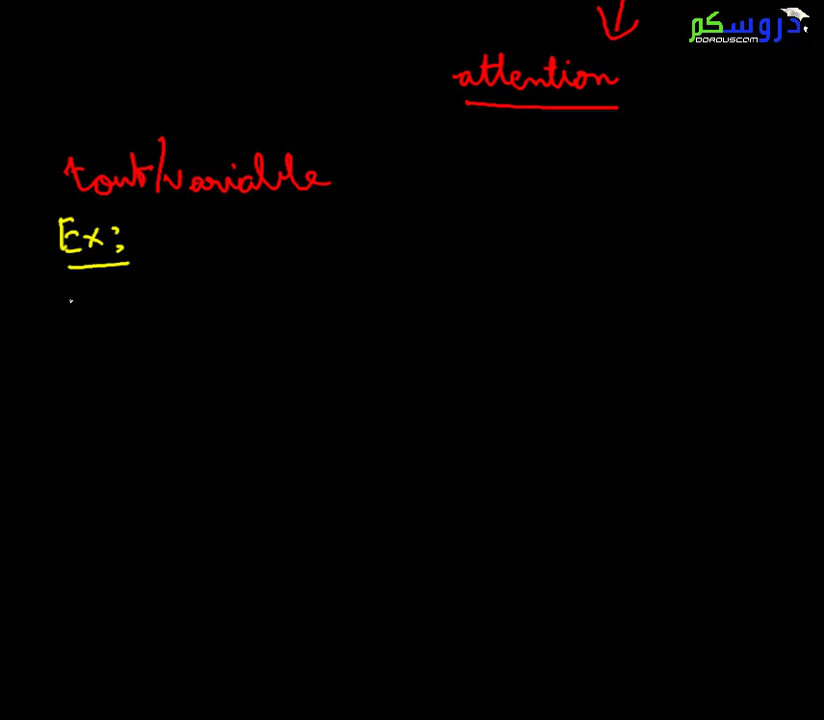 دروسكم
DOROUSCOM
attention
tout/variable
Ex: